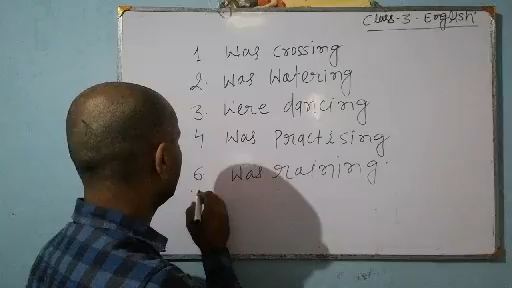 Class-3-English
1 Was Crossing
2. Was Watering
3. Were dancing
4 Was Practising
6 Was raining.